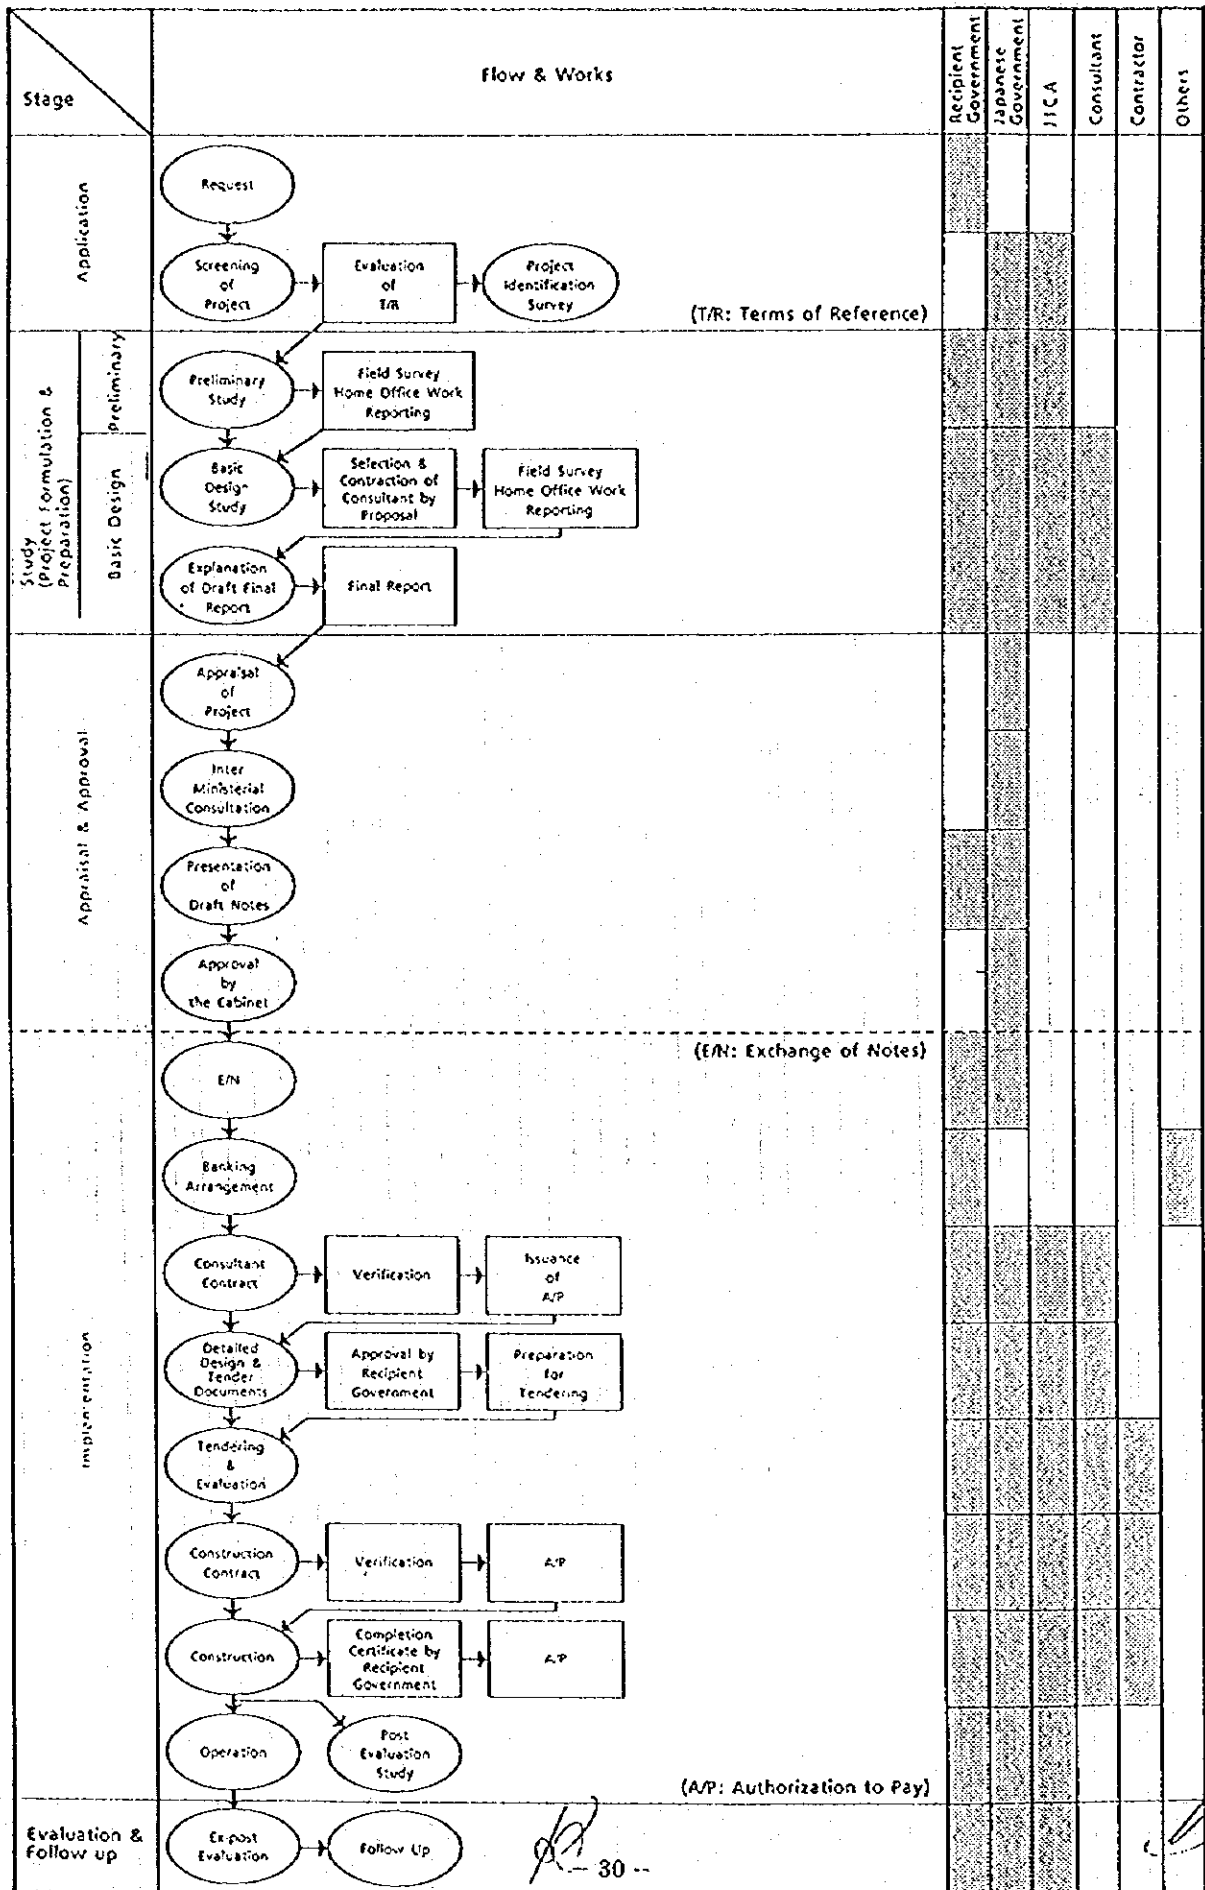 Stage
Flow & Works
Recipient
Government
Japanese
Government
JICA
Consultant
Contractor
Others
Application
Request
Screening
of
Project
Evaluation
of
T/R
Project
Identification
Survey
(T/R: Terms of Reference)
Study
(Project Formulation &
Preparation)
Preliminary
Preliminary
Study
Field Survey
Home Office Work
Reporting
Basic Design
Basic
Design
Study
Selection &
Contraction of
Consultant by
Proposal
Field Survey
Home Office Work
Reporting
Explanation
of Draft Final
Report
Final Report
Appraisal & Approval
Appraisal
of
Project
Inter
Ministerial
Consultation
Presentation
of
Draft Notes
Approval
by
the Cabinet
(E/N: Exchange of Notes)
Implementation
E/N
Banking
Arrangement
Consultant
Contract
Verification
Issuance
of
A/P
Detailed
Design &
Tender
Documents
Approval by
Recipient
Government
Preparation
for
Tendering
Tendering
&
Evaluation
Construction
Contract
Verification
A/P
Construction
Completion
Certificate by
Recipient
Government
A/P
Operation
Post
Evaluation
Study
(A/P: Authorization to Pay)
Evaluation &
Follow up
Ex-post
Evaluation
Follow Up
-- 30 --